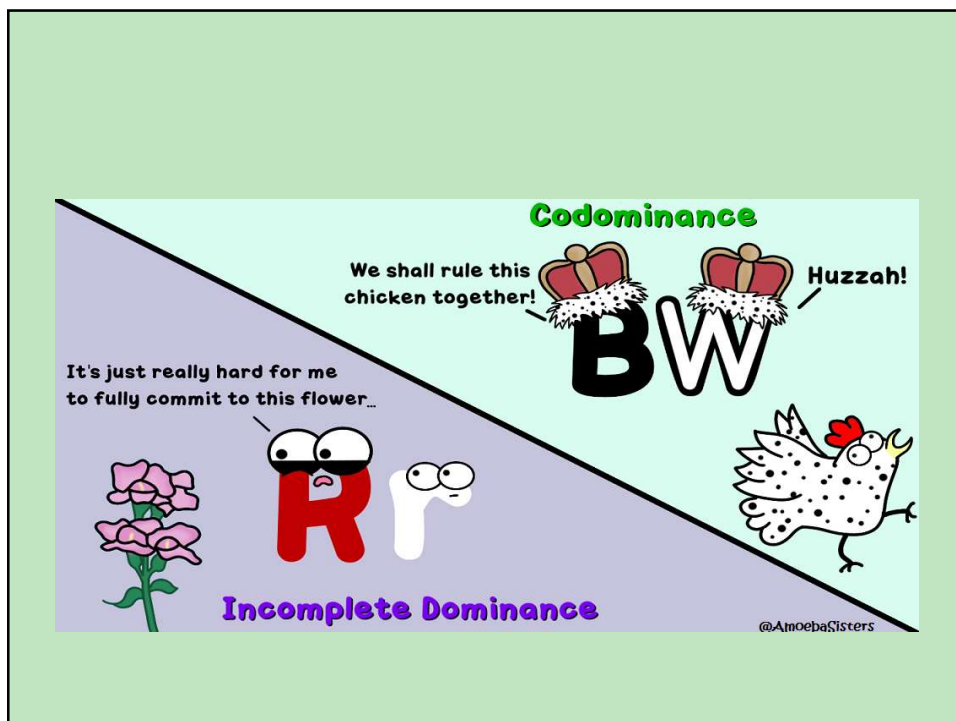 Codominance
We shall rule this
chicken together!
Huzzah!
BW
It's just really hard for me
to fully commit to this flower...
Rr
Incomplete Dominance
@AmoebaSisters